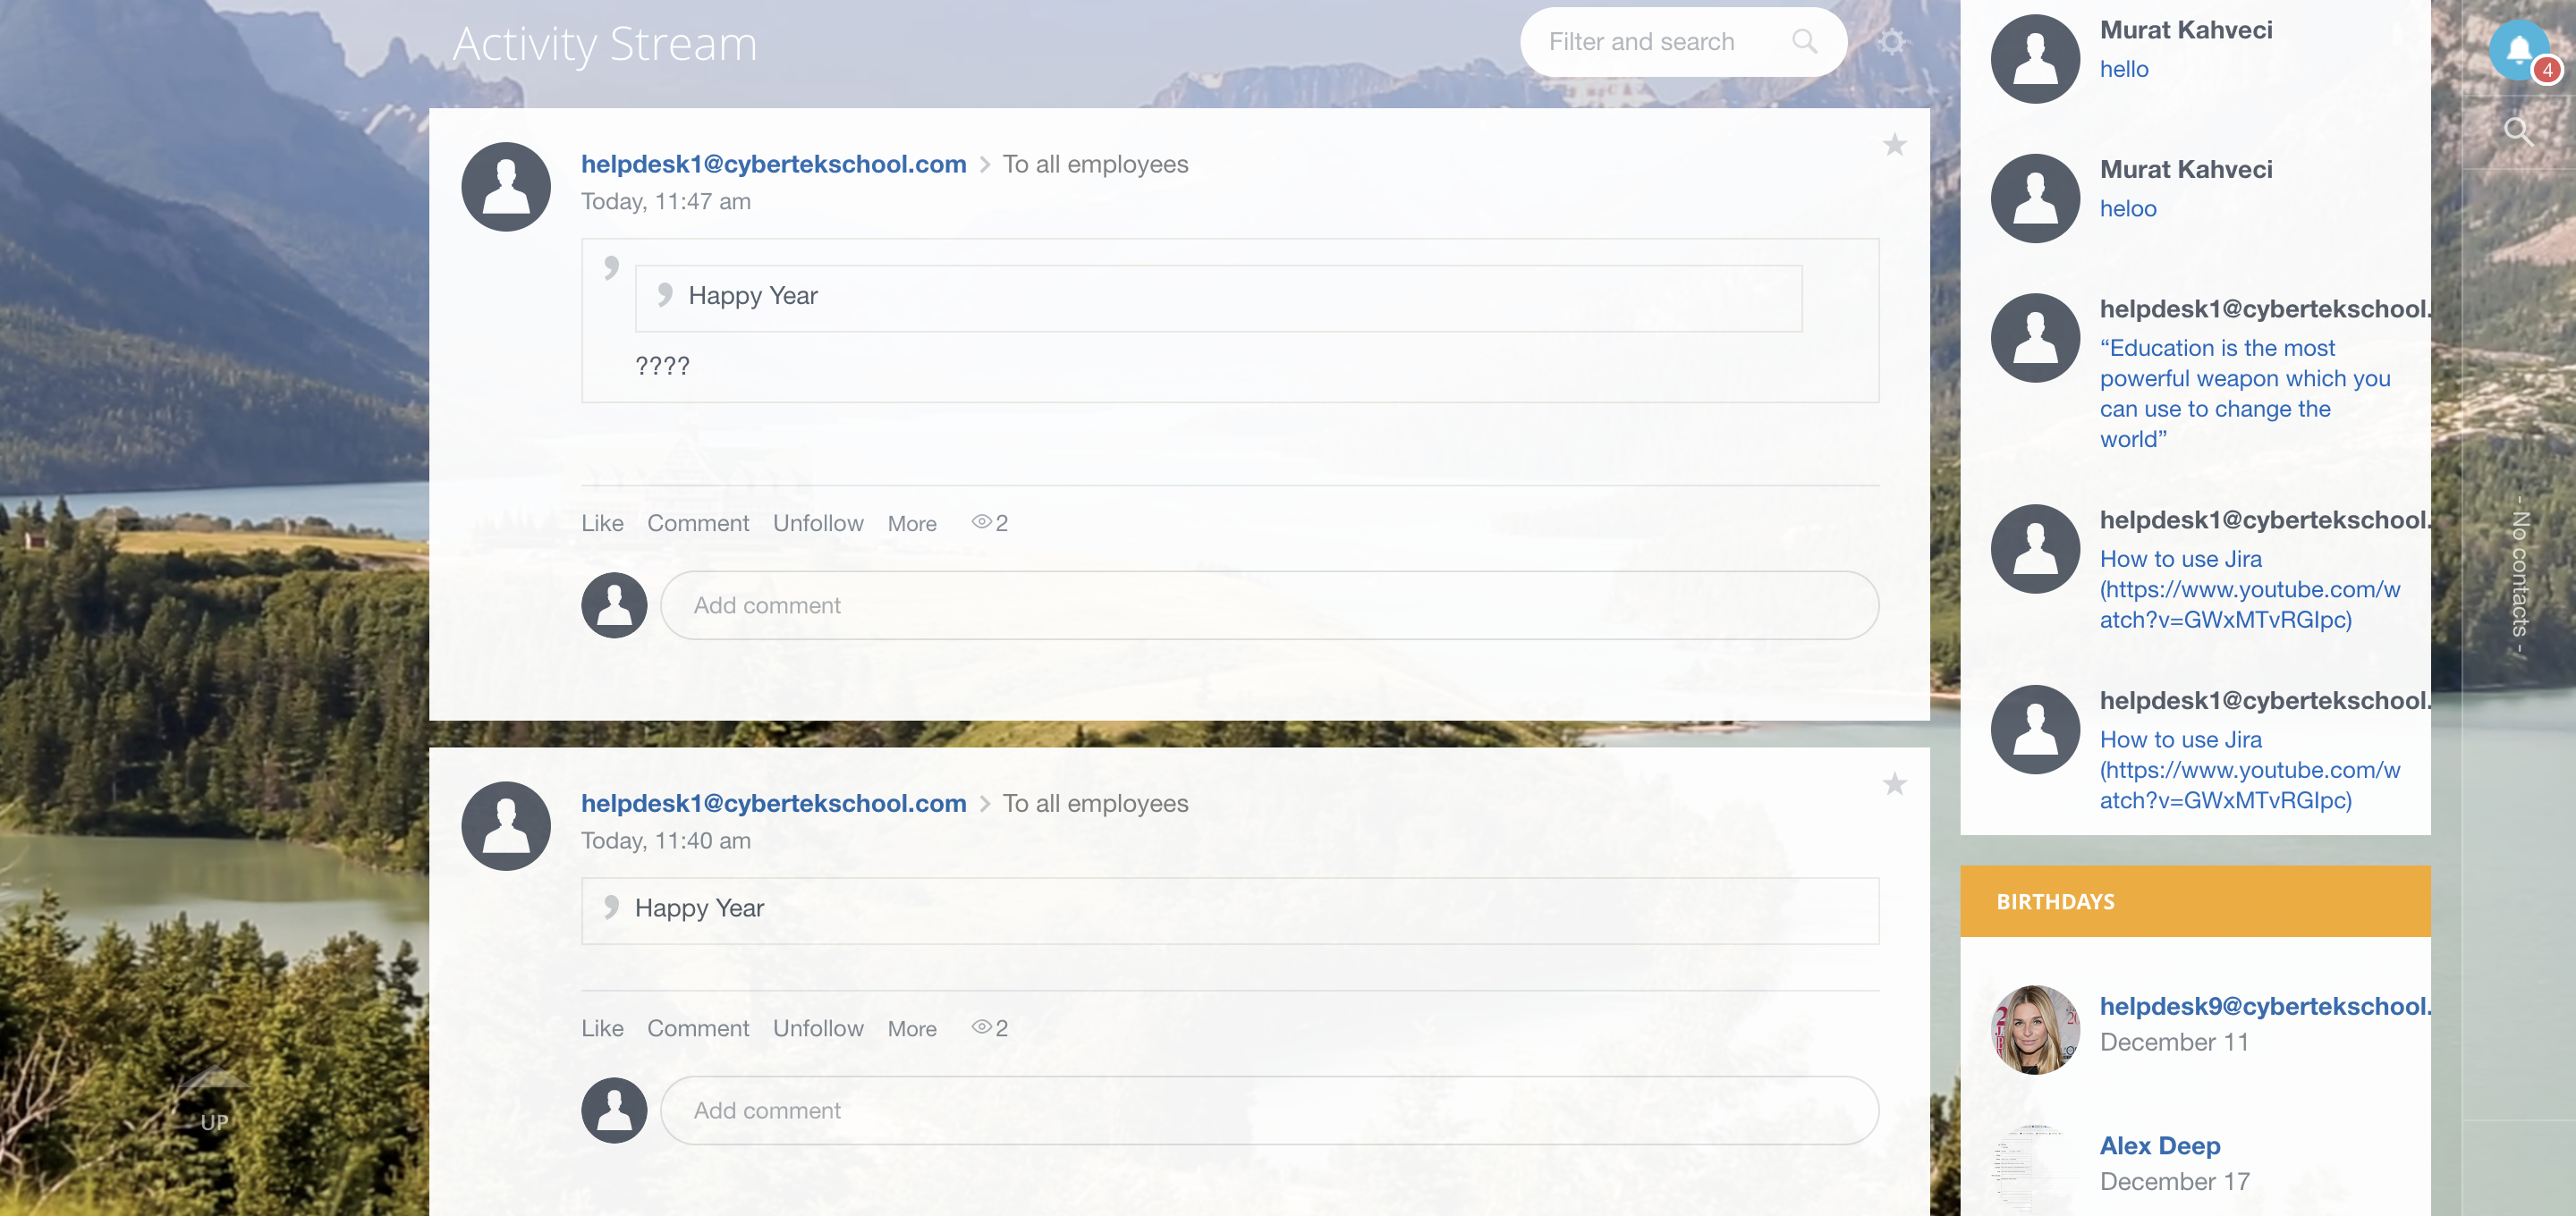 Activity Stream
Filter and search
helpdesk1@cybertekschool.com > To all employees
Today, 11:47 am
Happy Year
????
Like Comment Unfollow More 2
Add comment
helpdesk1@cybertekschool.com > To all employees
Today, 11:40 am
Happy Year
Like Comment Unfollow More 2
Add comment
UP
Murat Kahveci
hello
Murat Kahveci
heloo
helpdesk1@cybertekschool.
“Education is the most
powerful weapon which you
can use to change the
world”
helpdesk1@cybertekschool.
How to use Jira
(https://www.youtube.com/w
atch?v=GWxMTvRGIpc)
helpdesk1@cybertekschool.
How to use Jira
(https://www.youtube.com/w
atch?v=GWxMTvRGIpc)
BIRTHDAYS
helpdesk9@cybertekschool.
December 11
Alex Deep
December 17
4
- No contacts -